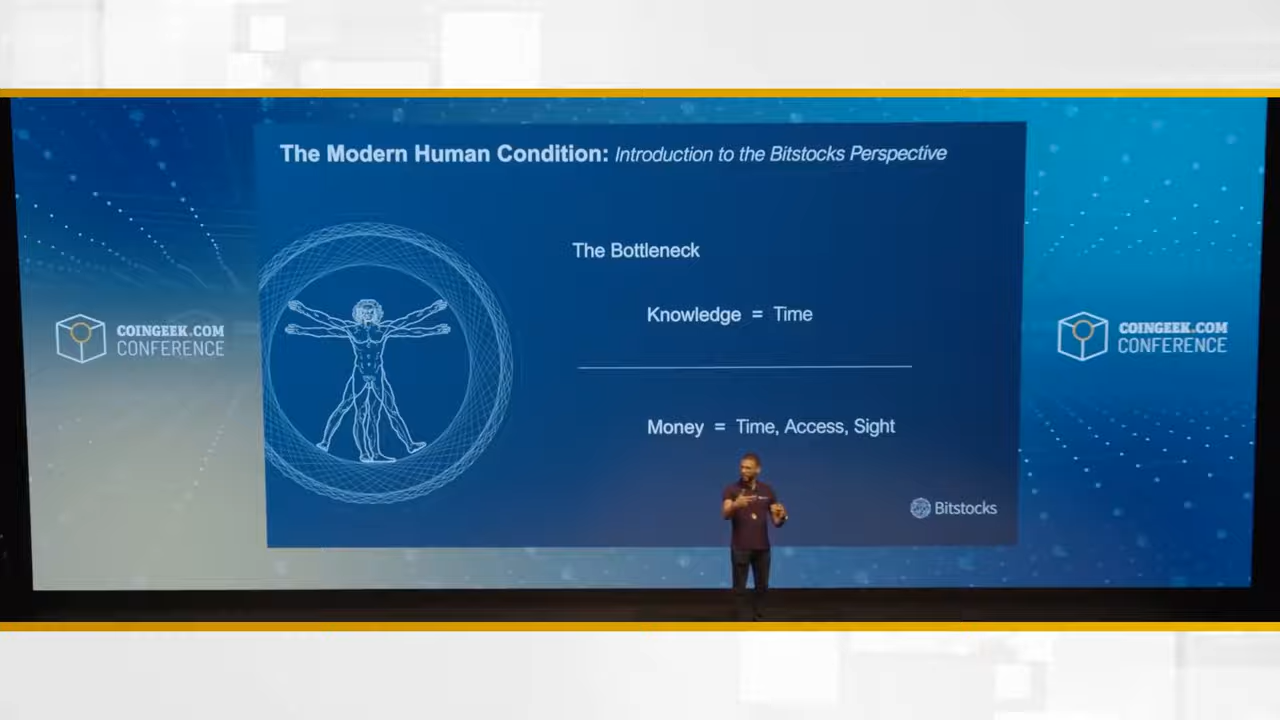 The Modern Human Condition: Introduction to the Bitstocks Perspective
The Bottleneck
Knowledge = Time
Money = Time, Access, Sight
Bitstocks
COINGEEK.COM
CONFERENCE
COINGEEK.COM
CONFERENCE